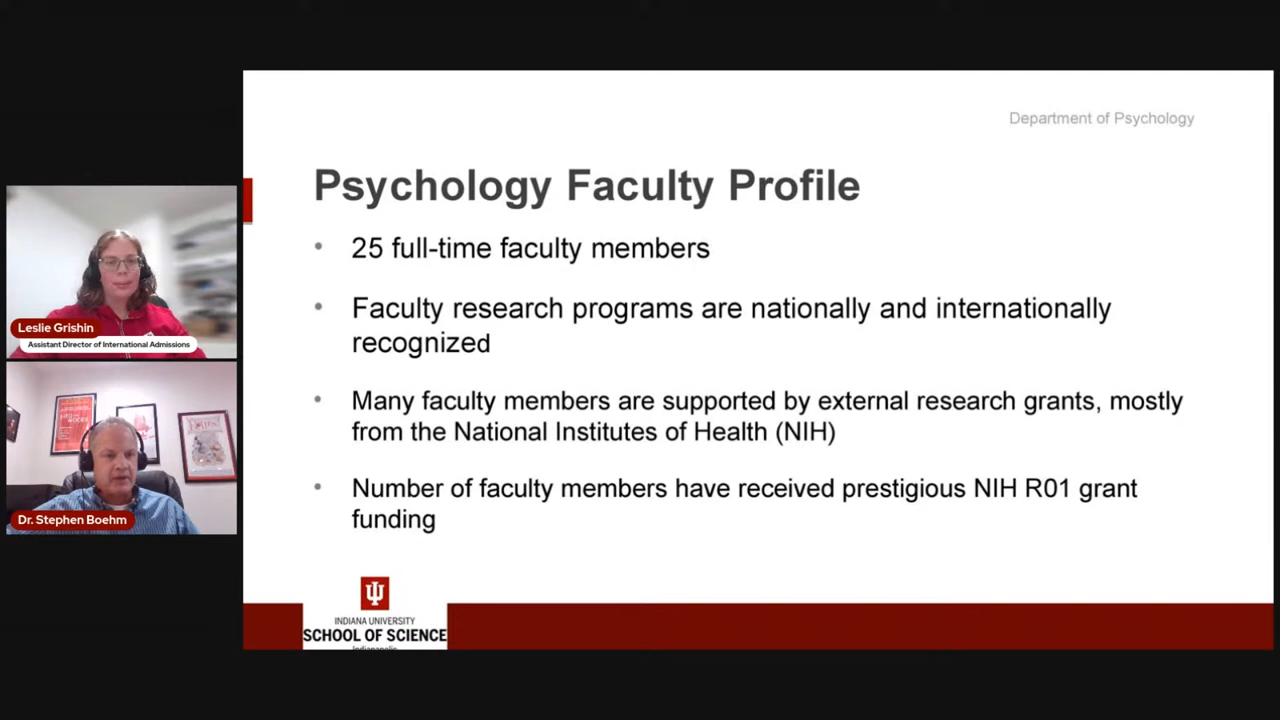 Department of Psychology
Psychology Faculty Profile
• 25 full-time faculty members
• Faculty research programs are nationally and internationally
recognized
• Many faculty members are supported by external research grants, mostly
from the National Institutes of Health (NIH)
• Number of faculty members have received prestigious NIH R01 grant
funding
INDIANA UNIVERSITY
SCHOOL OF SCIENCE
Indianapolis
Leslie Grishin
Assistant Director of International Admissions
Dr. Stephen Boehm